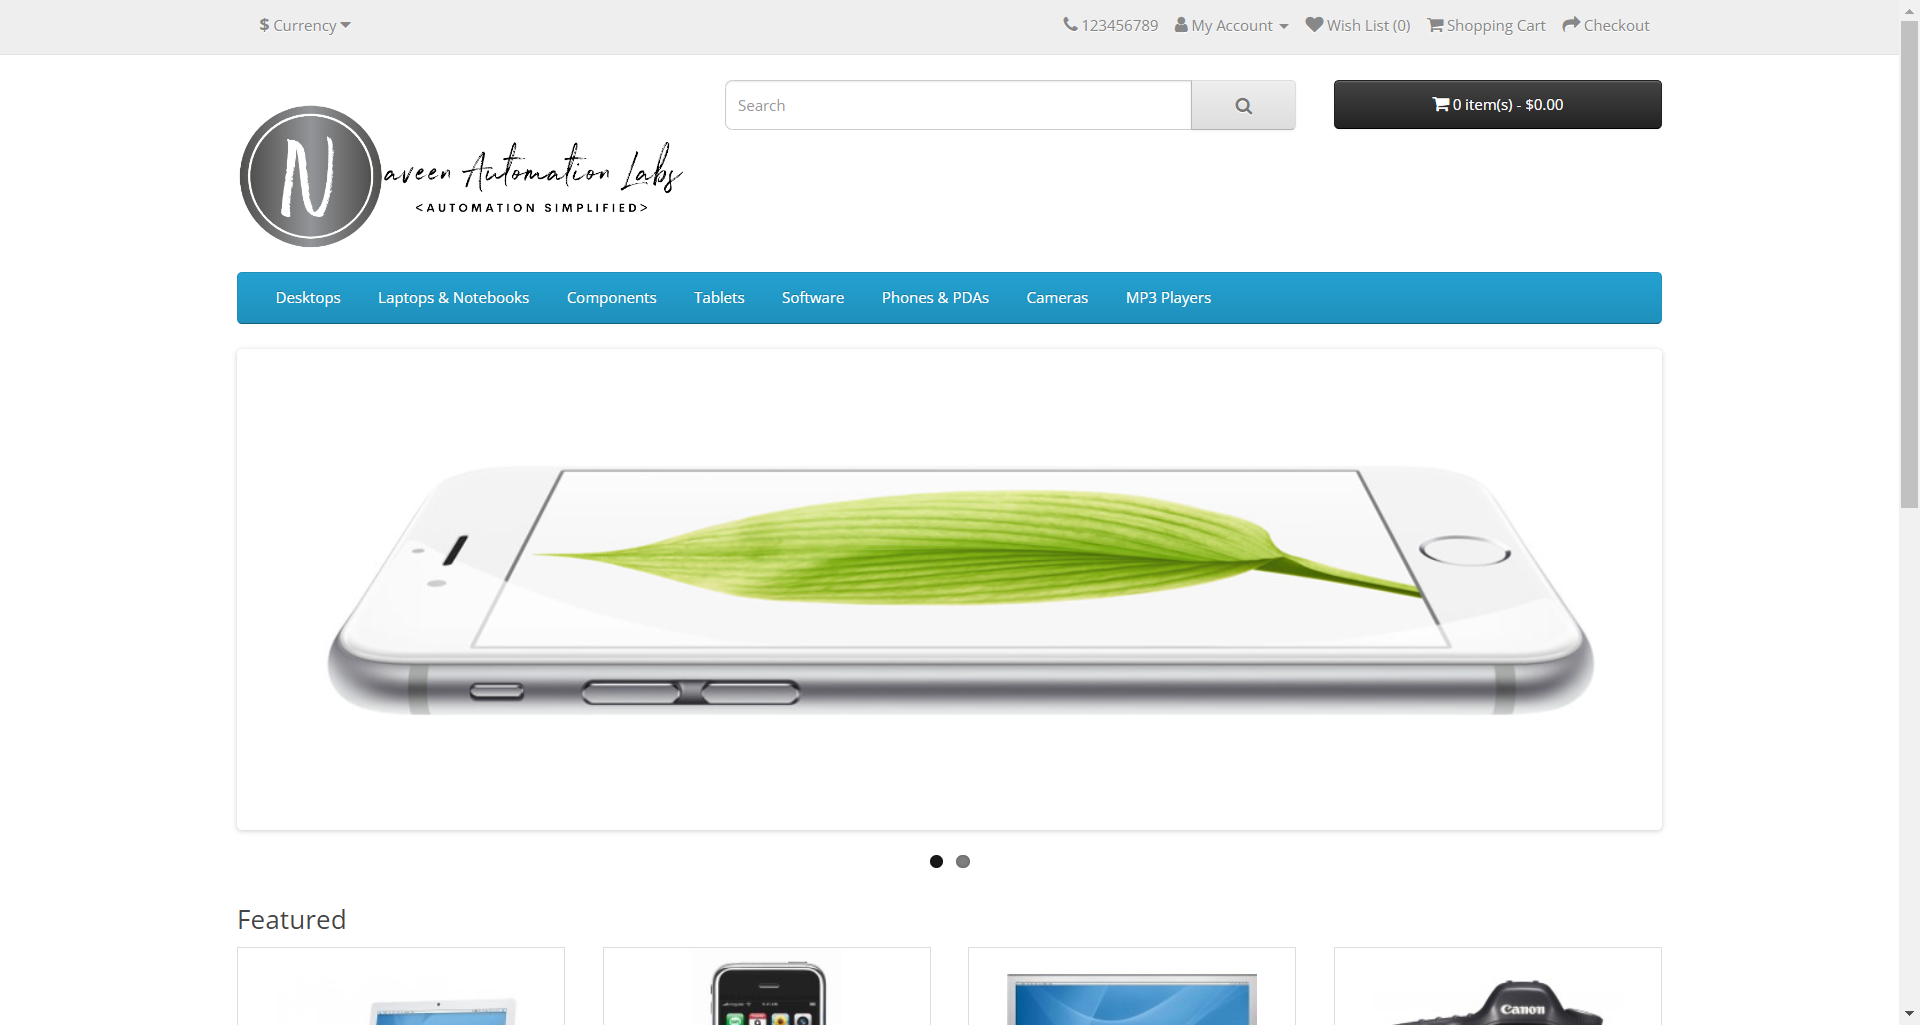 $ Currency
123456789 My Account Wish List (0) Shopping Cart Checkout
Search
0 item(s) - $0.00
N
aveen Automation Labs
<AUTOMATION SIMPLIFIED>
Desktops Laptops & Notebooks Components Tablets Software Phones & PDAs Cameras MP3 Players
Featured
Canon